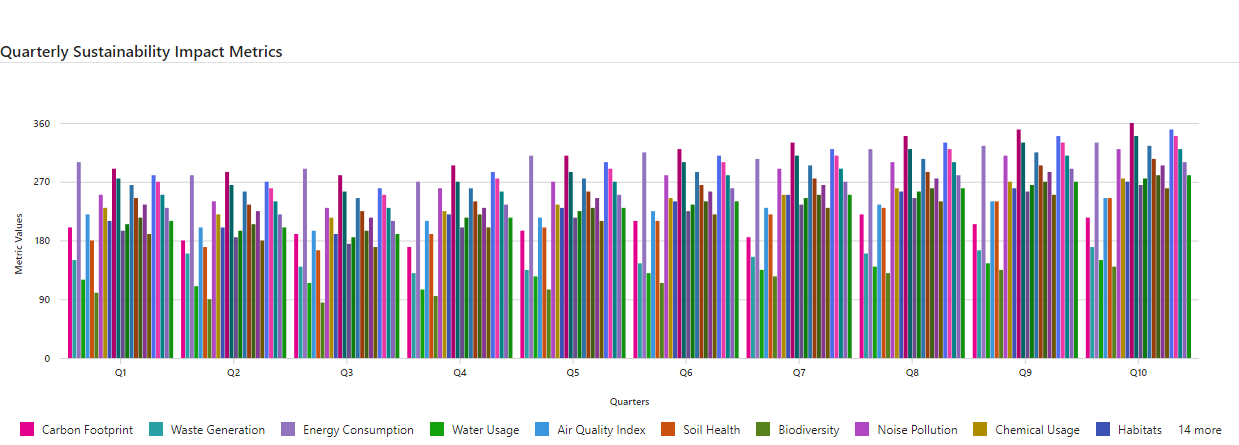 Quarterly Sustainability Impact Metrics
360
270
180
90
0
Metric Values
Q1 Q2 Q3 Q4 Q5 Q6 Q7 Q8 Q9 Q10
Quarters
Carbon Footprint Waste Generation Energy Consumption Water Usage Air Quality Index Soil Health Biodiversity Noise Pollution Chemical Usage Habitats 14 more